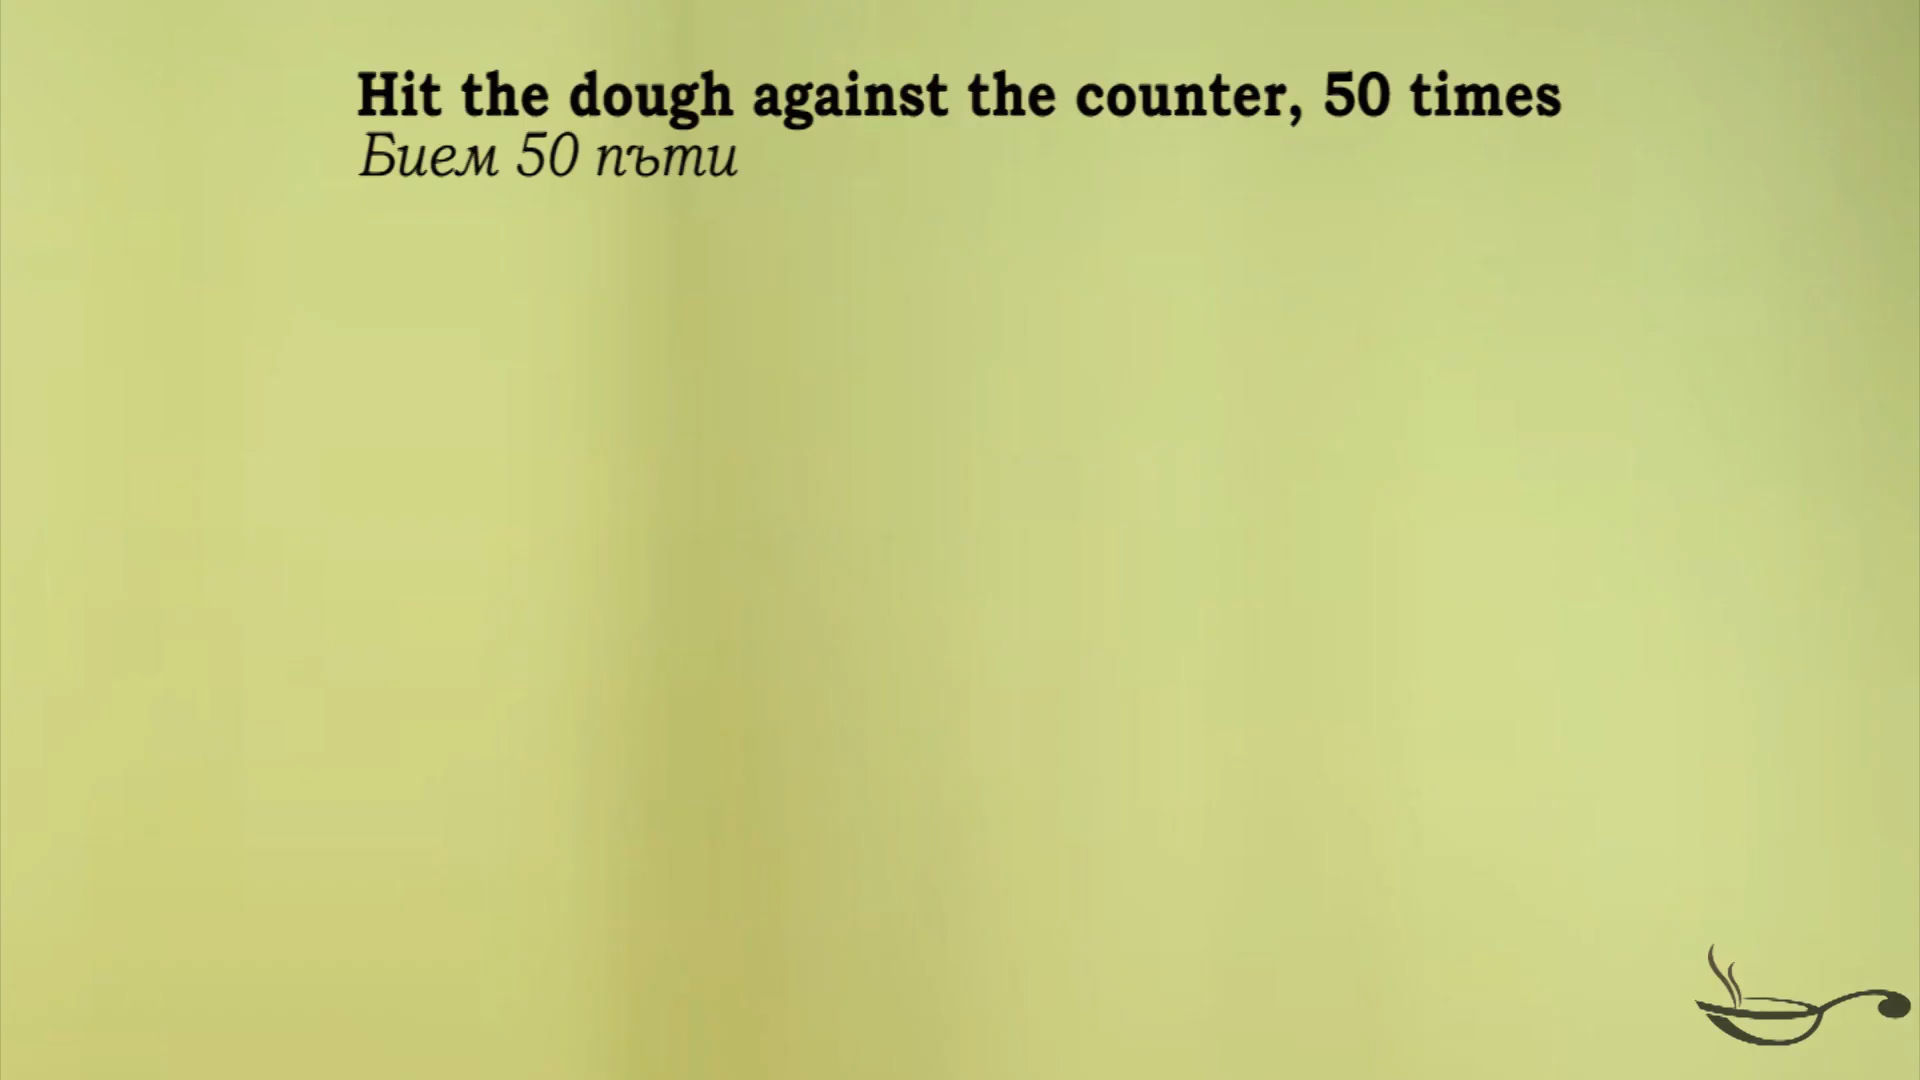 Hit the dough against the counter, 50 times
Бием 50 пъти